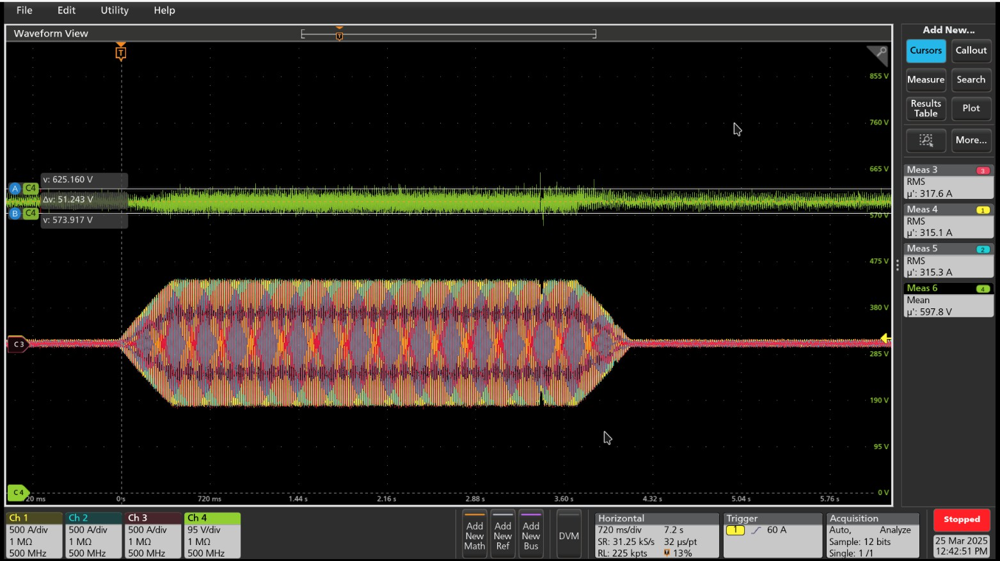 File Edit Utility Help
Waveform View
Add New...
Cursors Callout
Measure Search
Results Table Plot
More...
T
T
855 V
760 V
665 V
570 V
475 V
380 V
285 V
190 V
95 V
0 V
v: 625.160 V
A C4
Δv: 51.243 V
B C4
v: 573.917 V
C 3
C 4
20 ms 0 s 720 ms 1.44 s 2.16 s 2.88 s 3.60 s 4.32 s 5.04 s 5.76 s
Meas 3 3
RMS
µ': 317.6 A
Meas 4 1
RMS
µ': 315.1 A
Meas 5 2
RMS
µ': 315.3 A
Meas 6 4
Mean
µ': 597.8 V
Ch 1
500 A/div
1 MΩ
500 MHz
Ch 2
500 A/div
1 MΩ
500 MHz
Ch 3
500 A/div
1 MΩ
500 MHz
Ch 4
95 V/div
1 MΩ
500 MHz
Add New Math
Add New Ref
Add New Bus
DVM
Horizontal
720 ms/div 7.2 s
SR: 31.25 kS/s 32 µs/pt
RL: 225 kpts T 13%
Trigger
1 60 A
Acquisition
Auto, Analyze
Sample: 12 bits
Single: 1 /1
Stopped
25 Mar 2025
12:42:51 PM